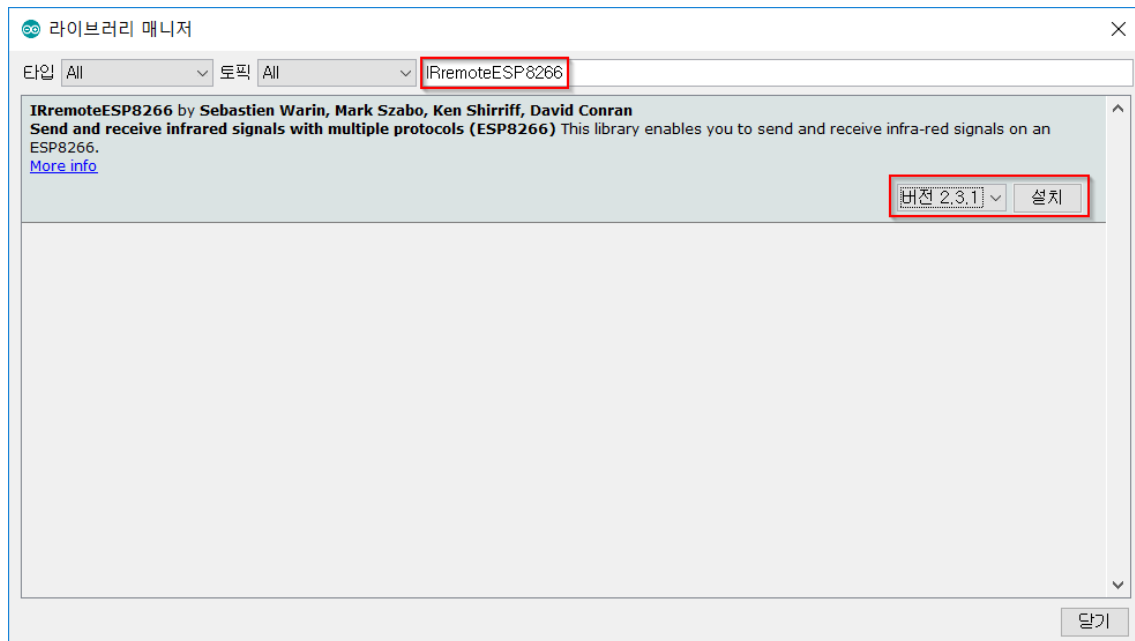 라이브러리 매니저
타입 All 토픽 All IRremoteESP8266
IRremoteESP8266 by Sebastien Warin, Mark Szabo, Ken Shirriff, David Conran
Send and receive infrared signals with multiple protocols (ESP8266) This library enables you to send and receive infra-red signals on an
ESP8266.
More info
버전 2,3,1 설치
닫기